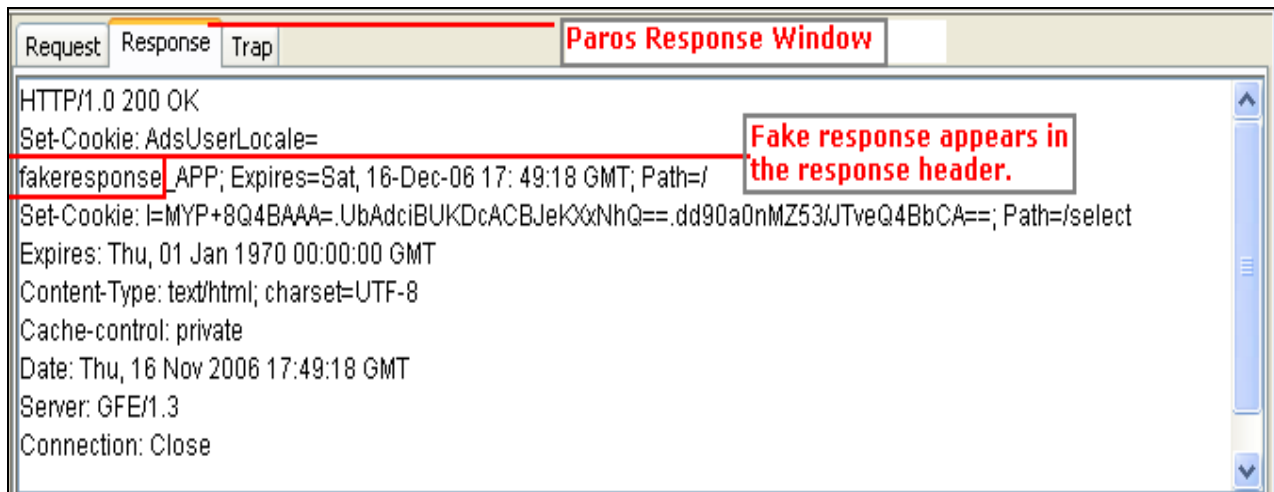 Request Response Trap
Paros Response Window
HTTP/1.0 200 OK
Set-Cookie: AdsUserLocale=
Fake response appears in
the response header.
fakeresponse_APP; Expires=Sat, 16-Dec-06 17: 49:18 GMT; Path=/
Set-Cookie: I=MYP+8Q4BAAA=.UbAdciBUKDcACBJeKXxNhQ==.dd90a0nMZ53/JTveQ4BbCA==; Path=/select
Expires: Thu, 01 Jan 1970 00:00:00 GMT
Content-Type: text/html; charset=UTF-8
Cache-control: private
Date: Thu, 16 Nov 2006 17:49:18 GMT
Server: GFE/1.3
Connection: Close